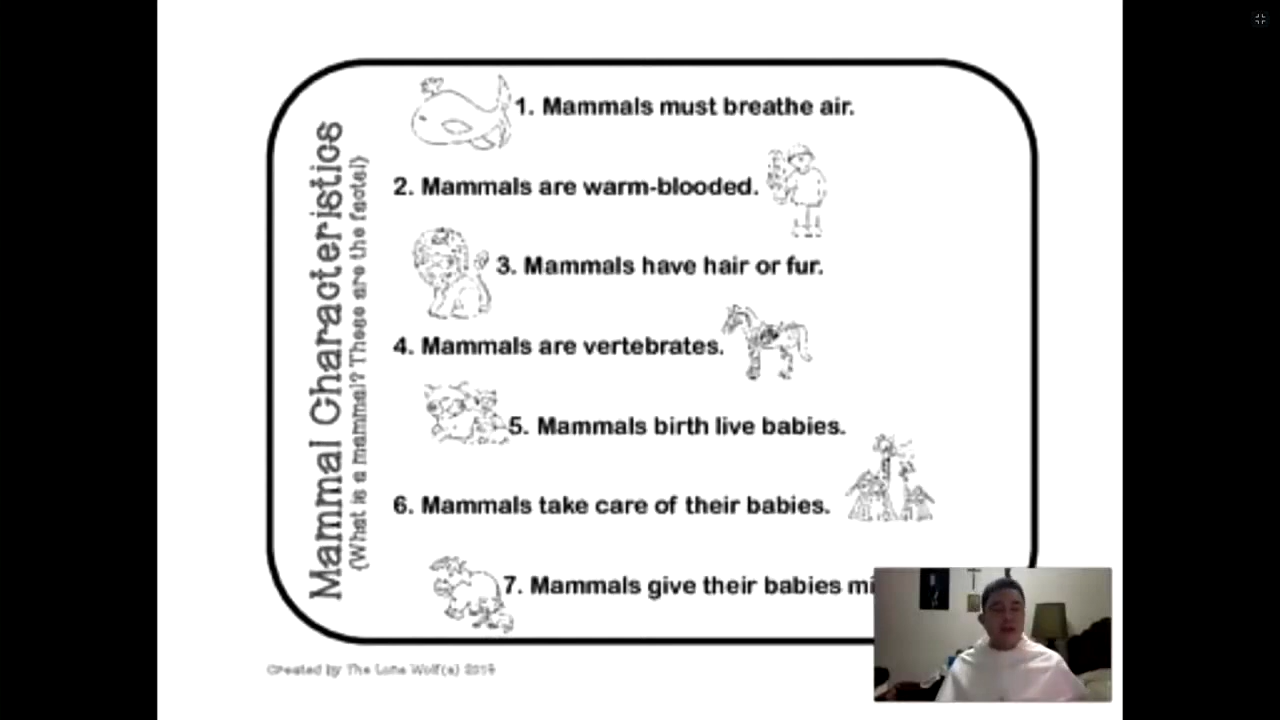 Mammal Characteristics
(What is a mammal? These are the facts!)
1. Mammals must breathe air.
2. Mammals are warm-blooded.
3. Mammals have hair or fur.
4. Mammals are vertebrates.
5. Mammals birth live babies.
6. Mammals take care of their babies.
7. Mammals give their babies mi
Created by The Lone Wolf(e)